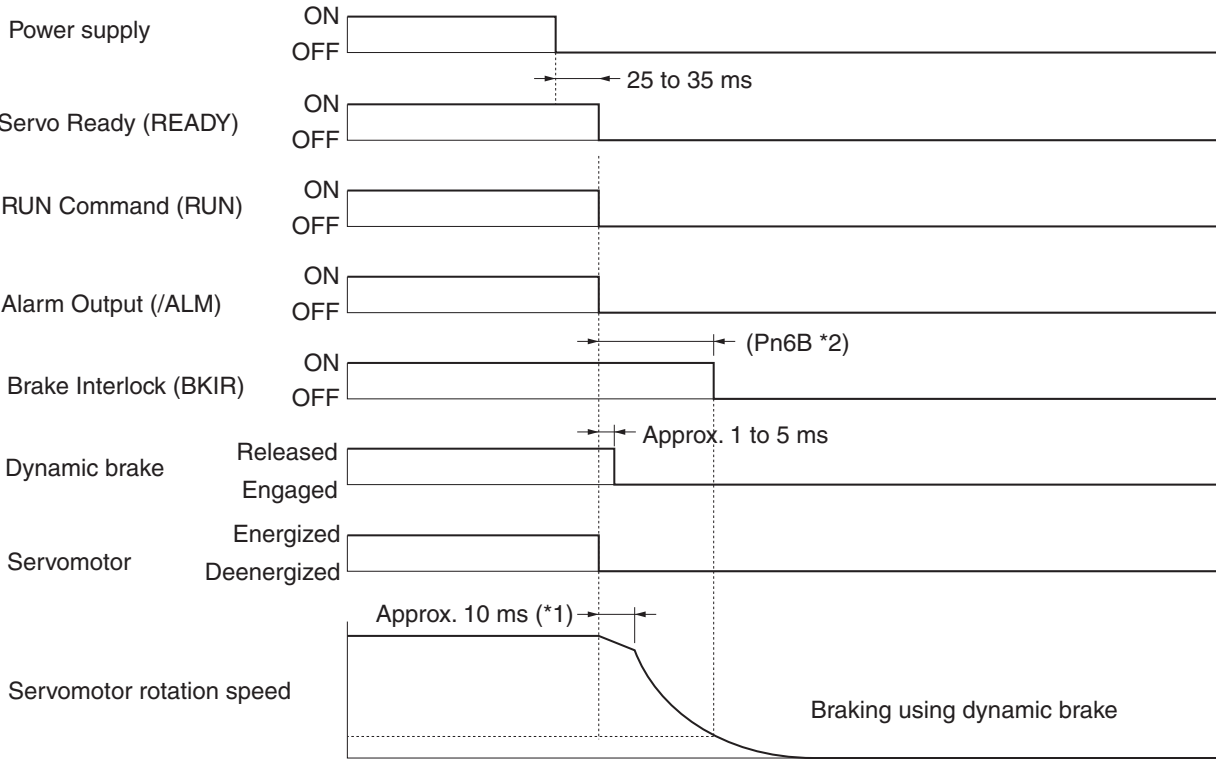 Power supply
ON
OFF
25 to 35 ms
Servo Ready (READY)
ON
OFF
RUN Command (RUN)
ON
OFF
Alarm Output (/ALM)
ON
OFF
(Pn6B *2)
Brake Interlock (BKIR)
ON
OFF
Approx. 1 to 5 ms
Dynamic brake
Released
Engaged
Servomotor
Energized
Deenergized
Approx. 10 ms (*1)
Servomotor rotation speed
Braking using dynamic brake